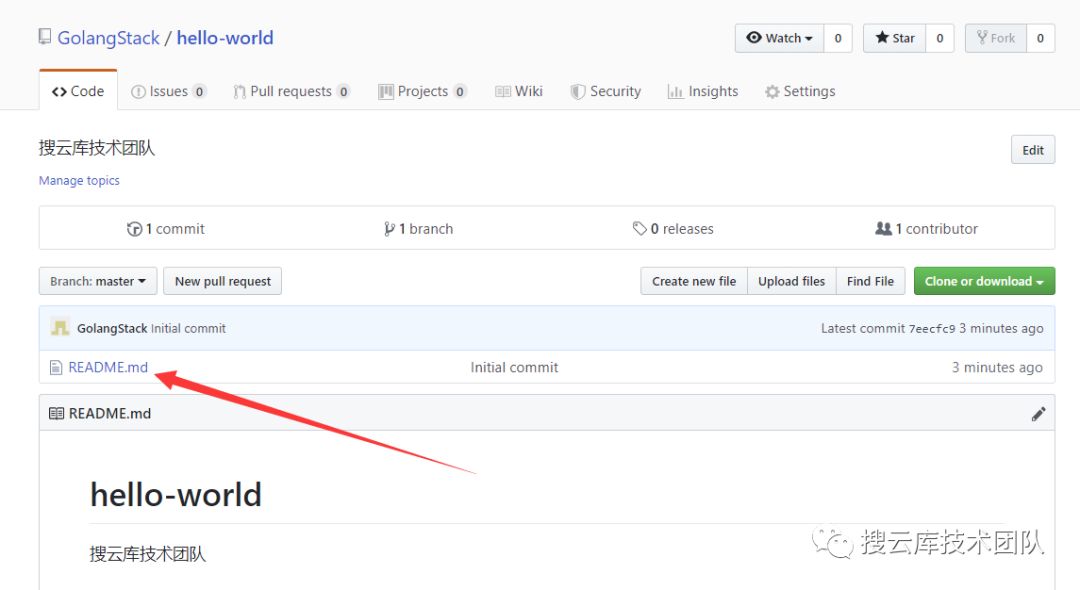 GolangStack / hello-world
Watch 0 Star 0 Fork 0
Code Issues 0 Pull requests 0 Projects 0 Wiki Security Insights Settings
搜云库技术团队
Edit
Manage topics
1 commit 1 branch 0 releases 1 contributor
Branch: master New pull request Create new file Upload files Find File Clone or download
GolangStack Initial commit Latest commit 7eecfc9 3 minutes ago
README.md Initial commit 3 minutes ago
README.md
hello-world
搜云库技术团队
搜云库技术团队